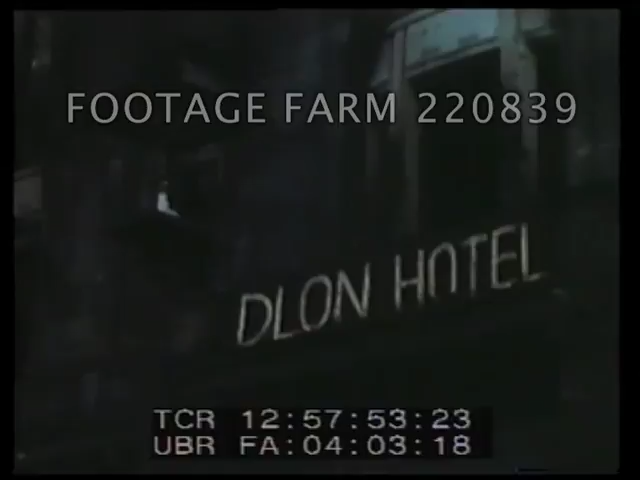 FOOTAGE FARM 220839
DLON HOTEL
TCR 12:57:53:23
UBR FA:04:03:18